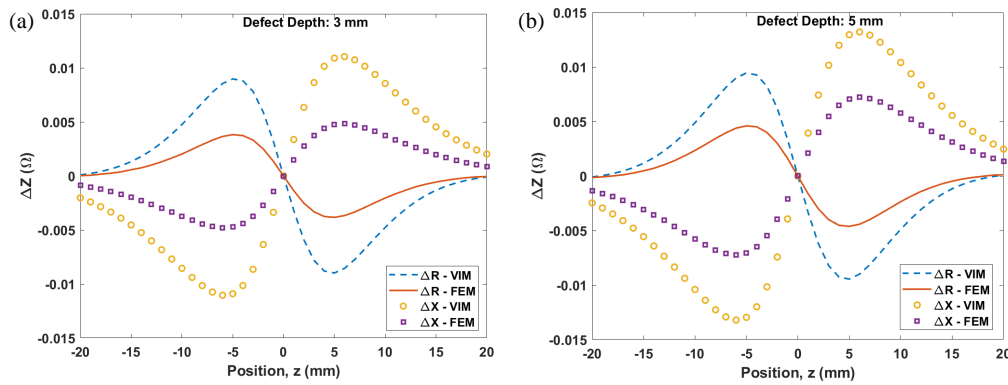 (a)
Defect Depth: 3 mm
0.015
0.01
0.005
0
-0.005
-0.01
-0.015
ΔZ (Ω)
-20 -15 -10 -5 0 5 10 15 20
Position, z (mm)
ΔR - VIM
ΔR - FEM
ΔX - VIM
ΔX - FEM
(b)
Defect Depth: 5 mm
0.015
0.01
0.005
0
-0.005
-0.01
-0.015
ΔZ (Ω)
-20 -15 -10 -5 0 5 10 15 20
Position, z (mm)
ΔR - VIM
ΔR - FEM
ΔX - VIM
ΔX - FEM